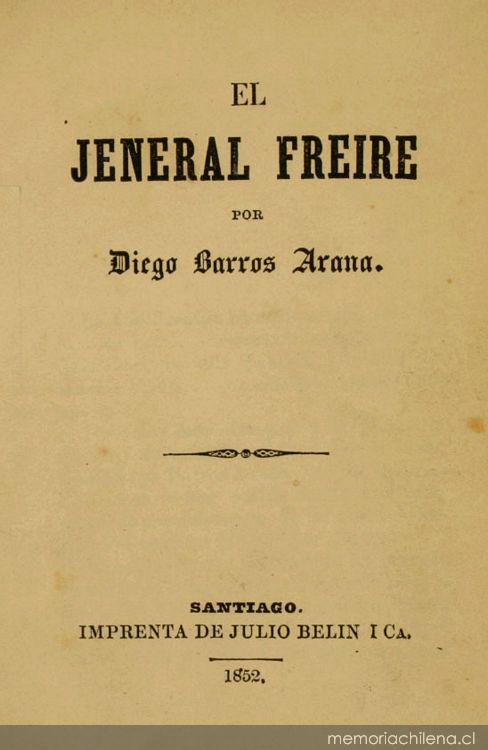 EL
JENERAL FREIRE
POR
Diego Barros Arana.
SANTIAGO.
IMPRENTA DE JULIO BELIN I CA.
1852.
memoriachilena.cl